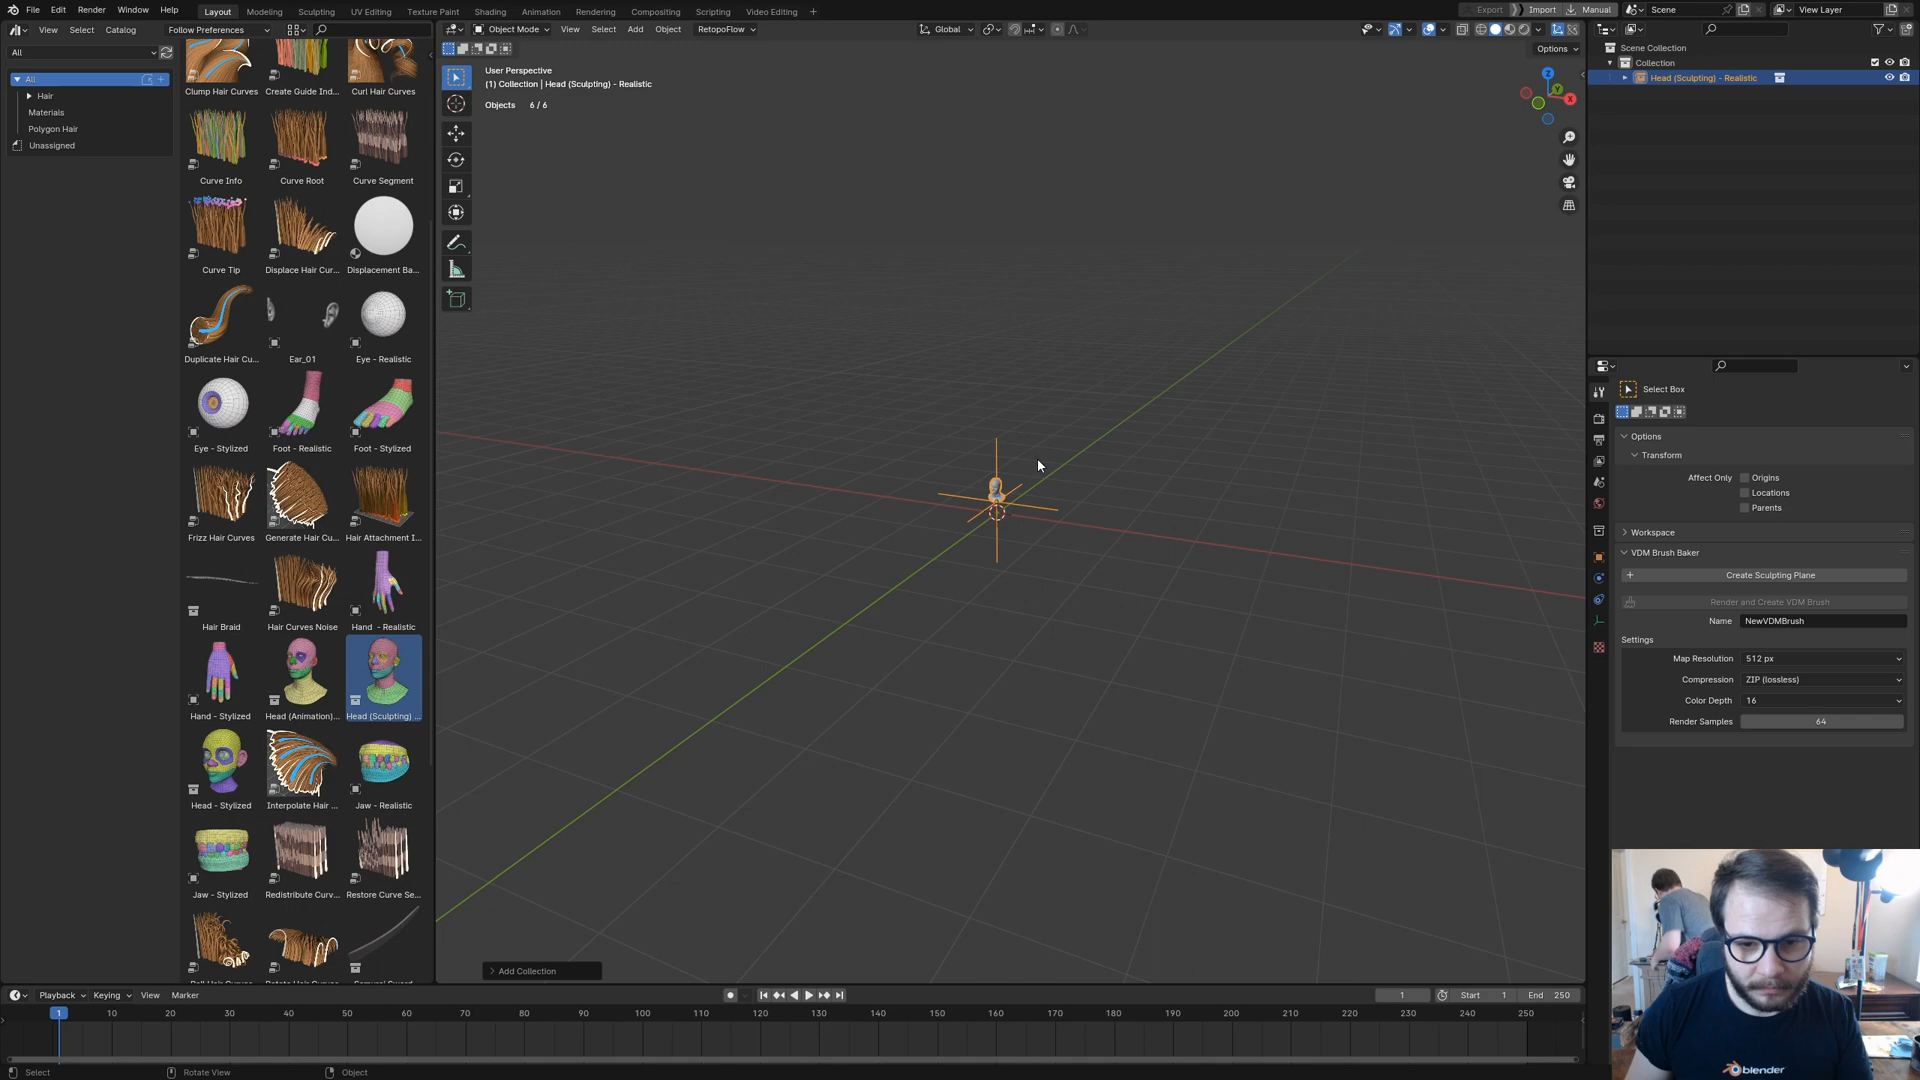 File Edit Render Window Help Layout Modeling Sculpting UV Editing Texture Paint Shading Animation Rendering Compositing Scripting Video Editing + Export Import Manual Scene View Layer
View Select Catalog Follow Preferences
View Select Add Object RetopoFlow
Object Mode
Global
Options
All
All
Hair
Materials
Polygon Hair
Unassigned
Clump Hair Curves Create Guide Ind... Curl Hair Curves
Curve Info Curve Root Curve Segment
Curve Tip Displace Hair Cur... Displacement Ba...
Duplicate Hair Cu... Ear_01 Eye - Realistic
Eye - Stylized Foot - Realistic Foot - Stylized
Frizz Hair Curves Generate Hair Cu... Hair Attachment I...
Hair Braid Hair Curves Noise Hand - Realistic
Hand - Stylized Head (Animation)... Head (Sculpting) ...
Head - Stylized Interpolate Hair ... Jaw - Realistic
Jaw - Stylized Redistribute Curv... Restore Curve Se...
User Perspective
(1) Collection | Head (Sculpting) - Realistic
Objects 6 / 6
Z
Y
X
Add Collection
Scene Collection
Collection
Head (Sculpting) - Realistic
Select Box
Options
Transform
Affect Only Origins
Locations
Parents
Workspace
VDM Brush Baker
Create Sculpting Plane
Render and Create VDM Brush
Name NewVDMBrush
Settings
Map Resolution 512 px
Compression ZIP (lossless)
Color Depth 16
Render Samples 64
blender
Playback Keying View Marker
1 Start 1 End 250
1 10 20 30 40 50 60 70 80 90 100 110 120 130 140 150 160 170 180 190 200 210 220 230 240 250
Select Rotate View Object